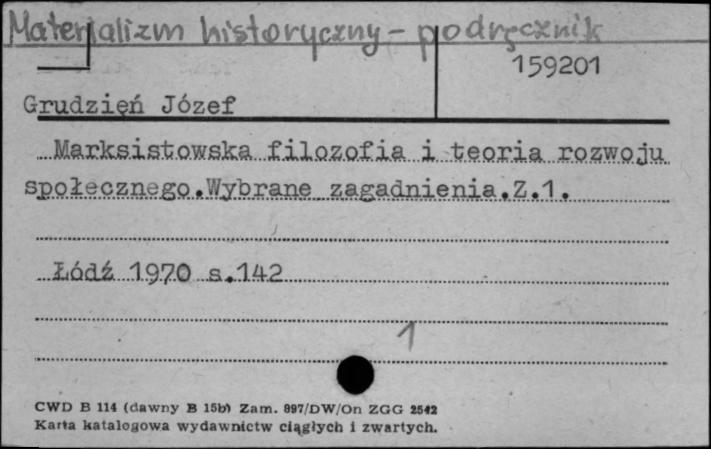 Materializm historyczny - podręcznik
159201
Grudzień Józef
Marksistowska filozofia i teoria rozwoju
społecznego.Wybrane zagadnienia.Z.1.
Łódź 1970 s.142
1
CWD B 114 (dawny B 15b) Zam. 897/DW/On ZGG 2542
Karta katalogowa wydawnictw ciągłych i zwartych.